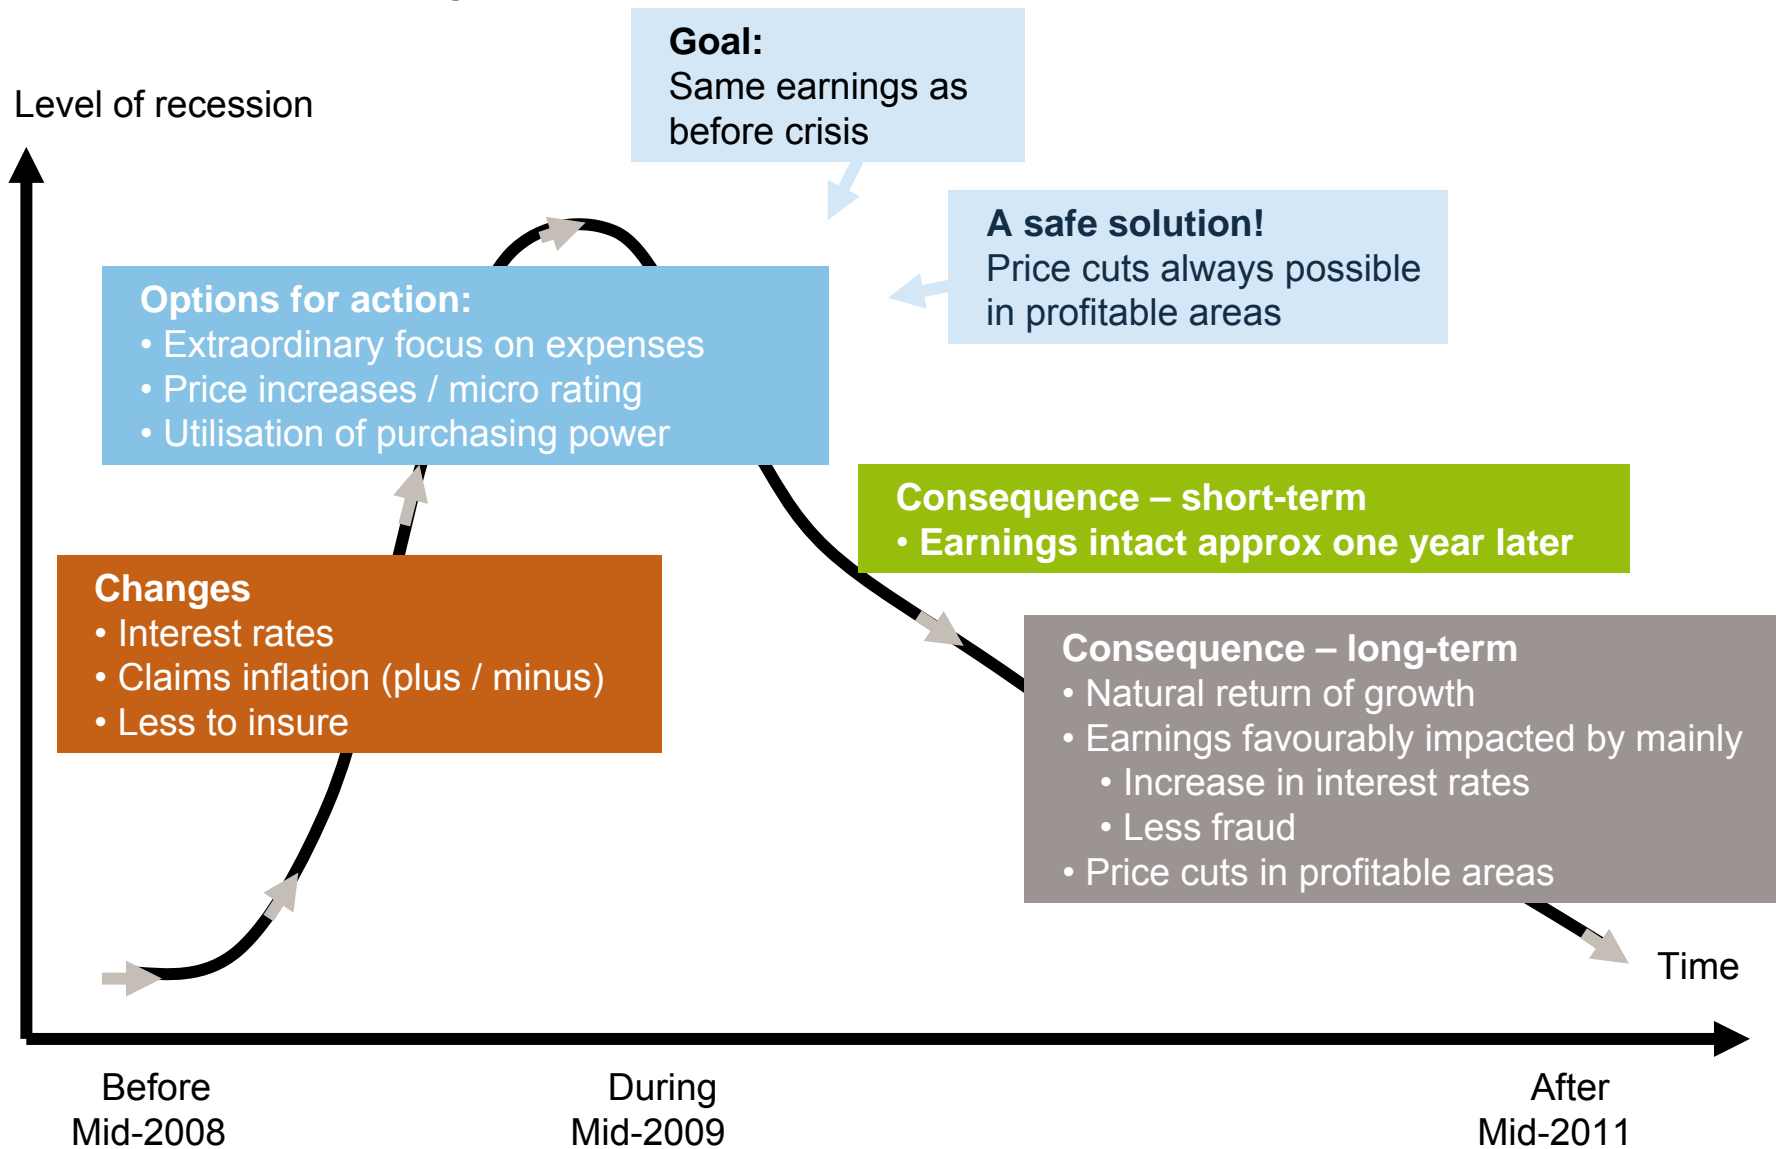 Goal:
Same earnings as
before crisis
Level of recession
A safe solution!
Price cuts always possible
in profitable areas
Options for action:
• Extraordinary focus on expenses
• Price increases / micro rating
• Utilisation of purchasing power
Consequence – short-term
• Earnings intact approx one year later
Changes
• Interest rates
• Claims inflation (plus / minus)
• Less to insure
Consequence – long-term
• Natural return of growth
• Earnings favourably impacted by mainly
• Increase in interest rates
• Less fraud
• Price cuts in profitable areas
Time
Before
Mid-2008
During
Mid-2009
After
Mid-2011